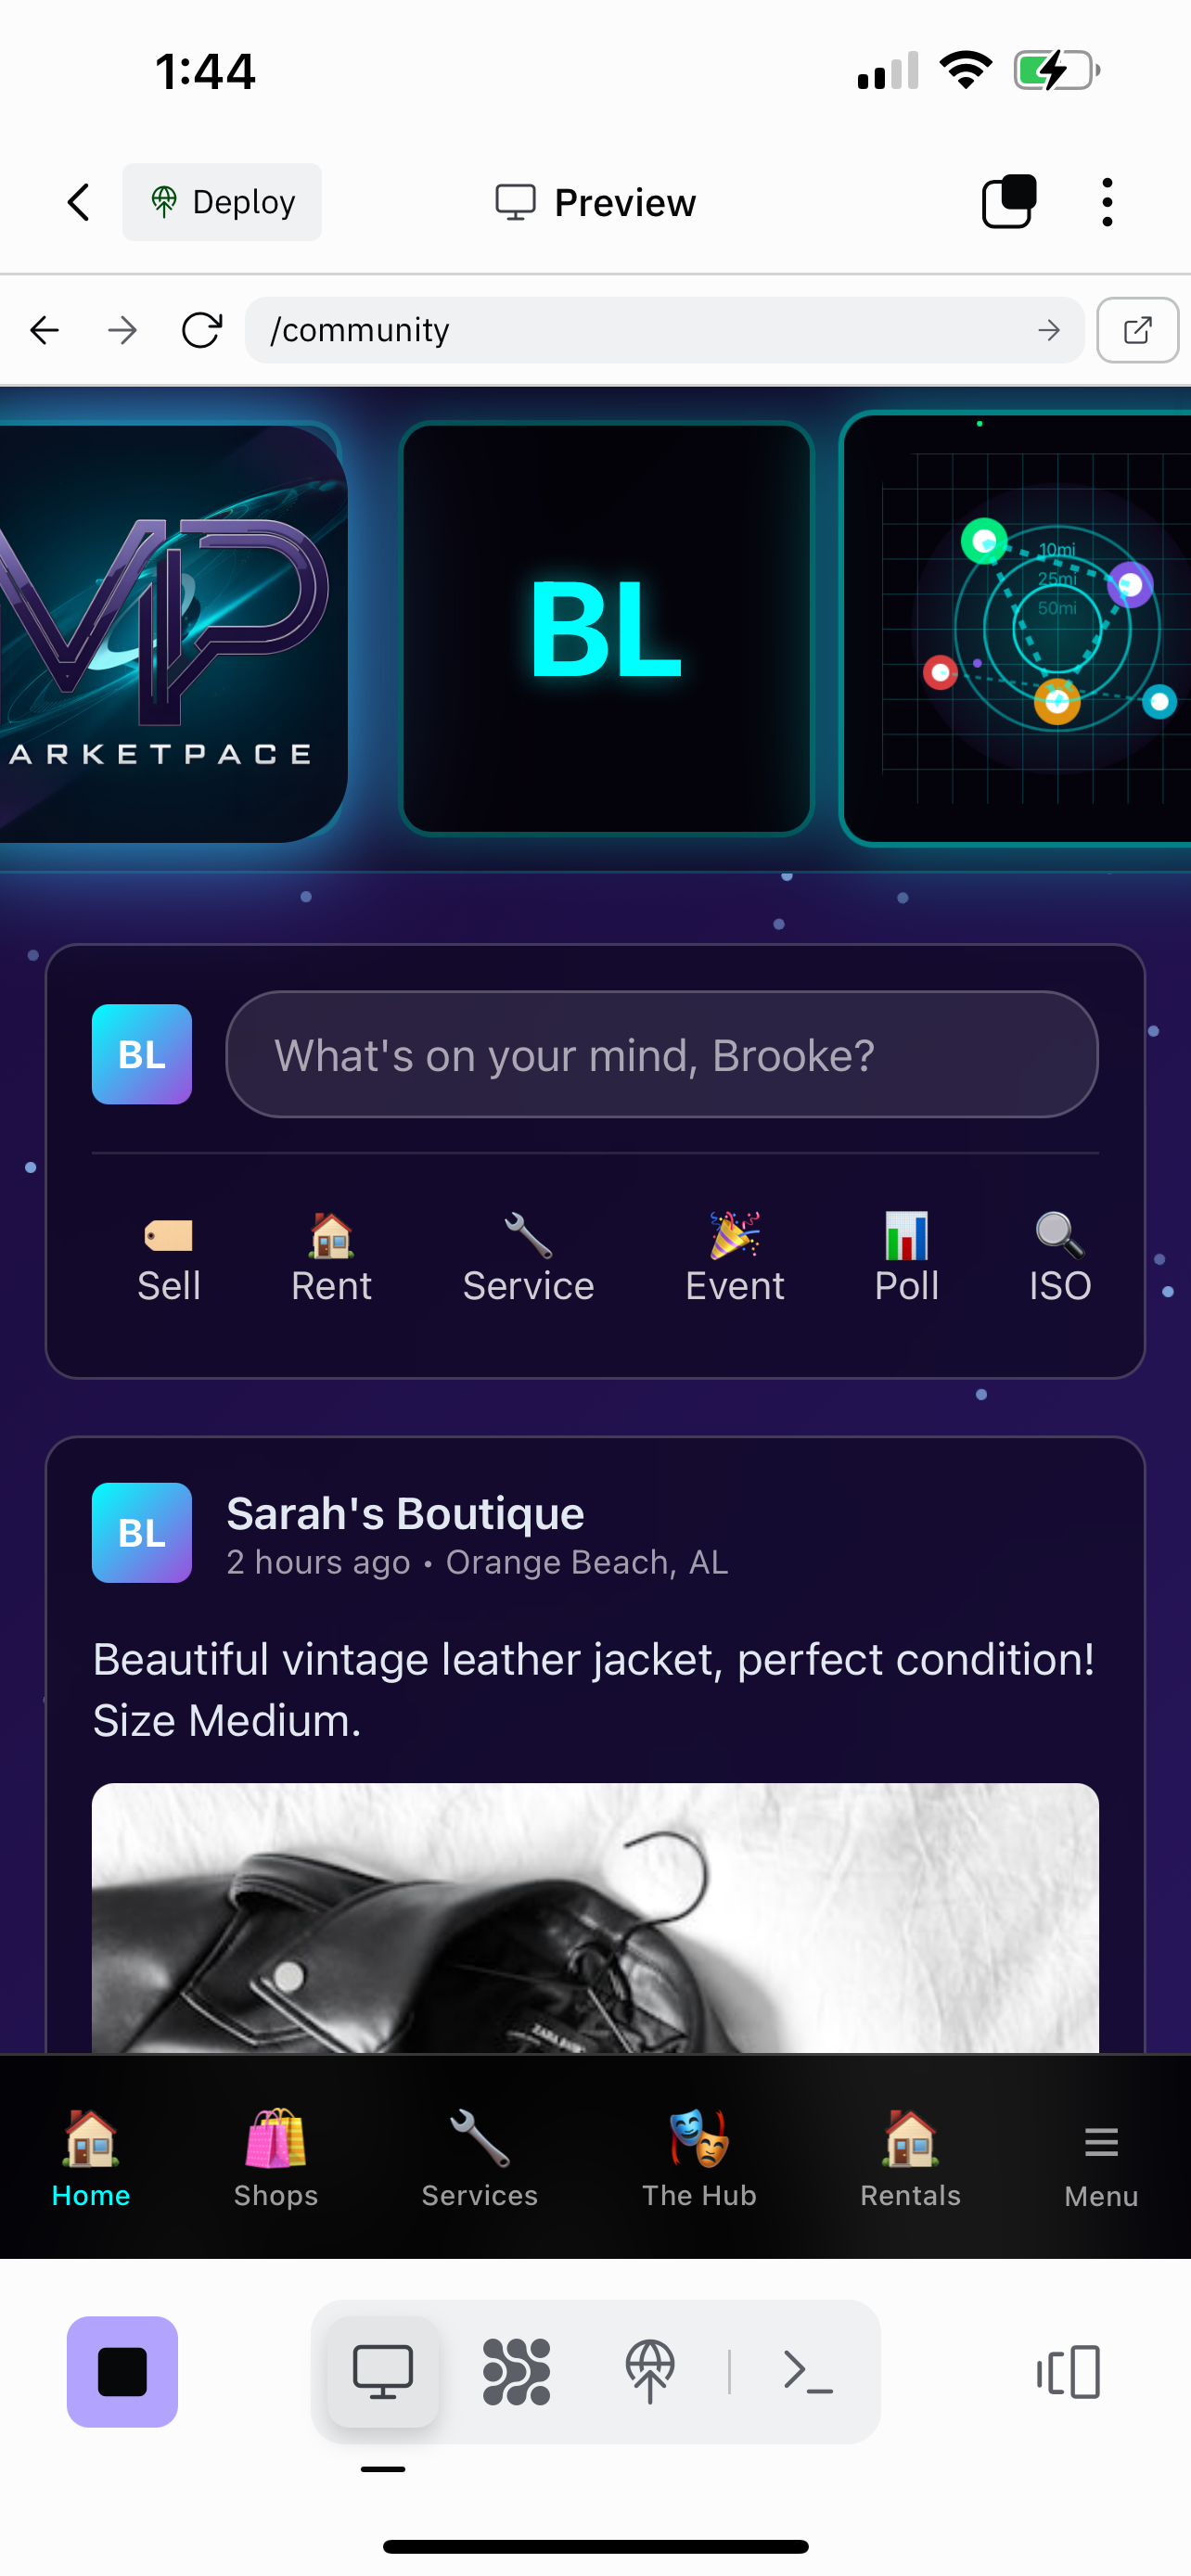 1:44
Deploy
Preview
/community
MP
ARKETPACE
BL
10mi
25mi
50mi
BL
What's on your mind, Brooke?
Sell
Rent
Service
Event
Poll
ISO
BL
Sarah's Boutique
2 hours ago • Orange Beach, AL
Beautiful vintage leather jacket, perfect condition!
Size Medium.
Home
Shops
Services
The Hub
Rentals
Menu